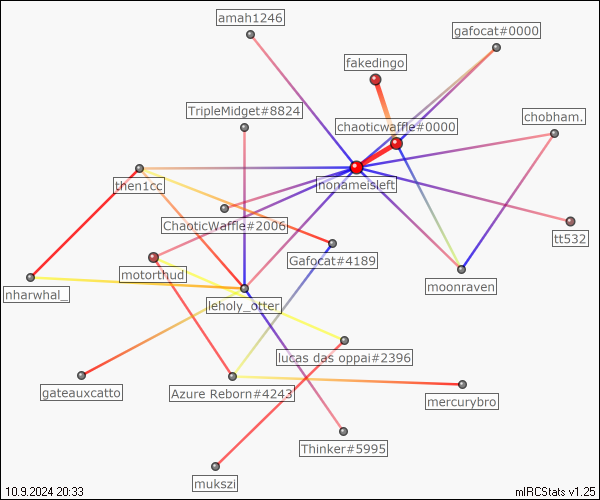 amah1246
gafocat#0000
fakedingo
TripleMidget#8824
chobham.
chaoticwaffle#0000
then1cc
nonameisleft
ChaoticWaffle#2006
tt532
Gafocat#4189
motorthud
moonraven
nharwhal_
leholy_otter
lucas das oppai#2396
gateauxcatto
Azure Reborn#4243
mercurybro
Thinker#5995
mukszi
10.9.2024 20:33
mIRCStats v1.25